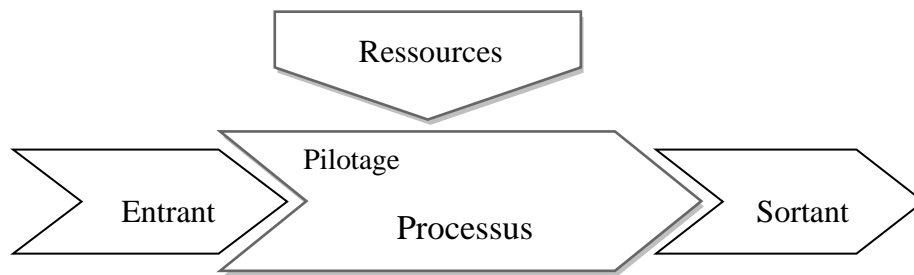 Ressources
Pilotage
Entrant
Processus
Sortant